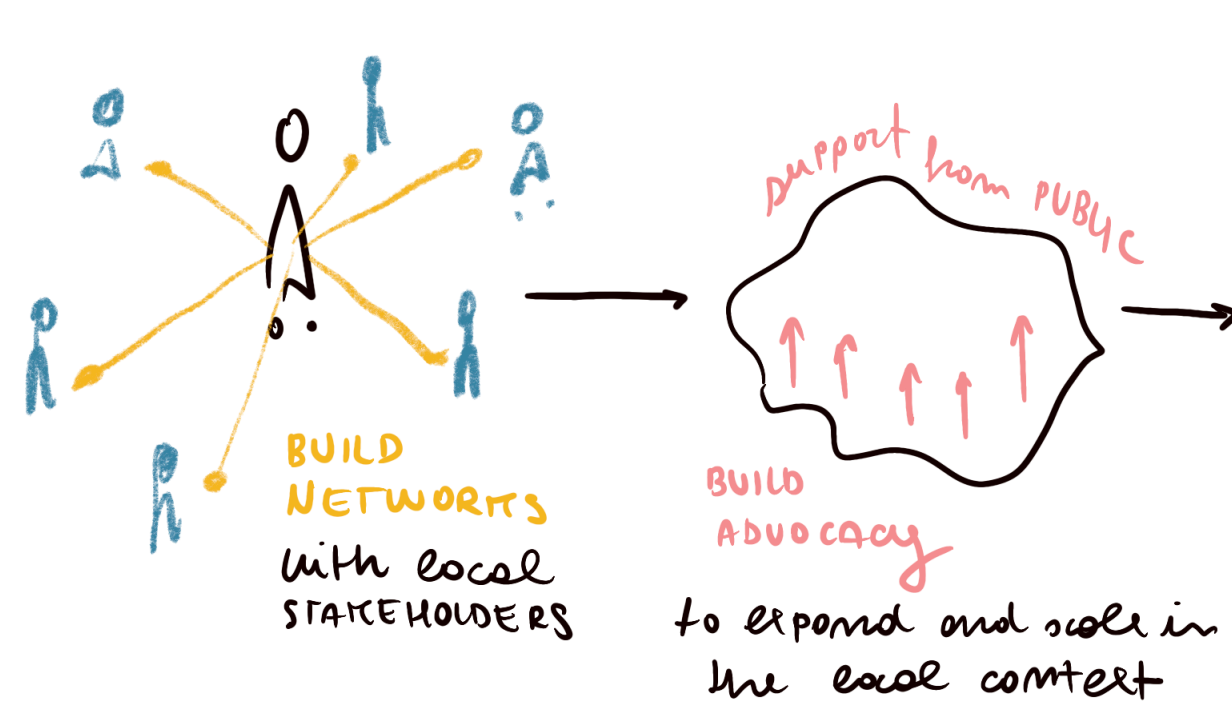 support from PUBLIC
BUILD
NETWORKS
with local
STAKEHOLDERS
BUILD
ADVOCACY
to expand and scale in
the local context